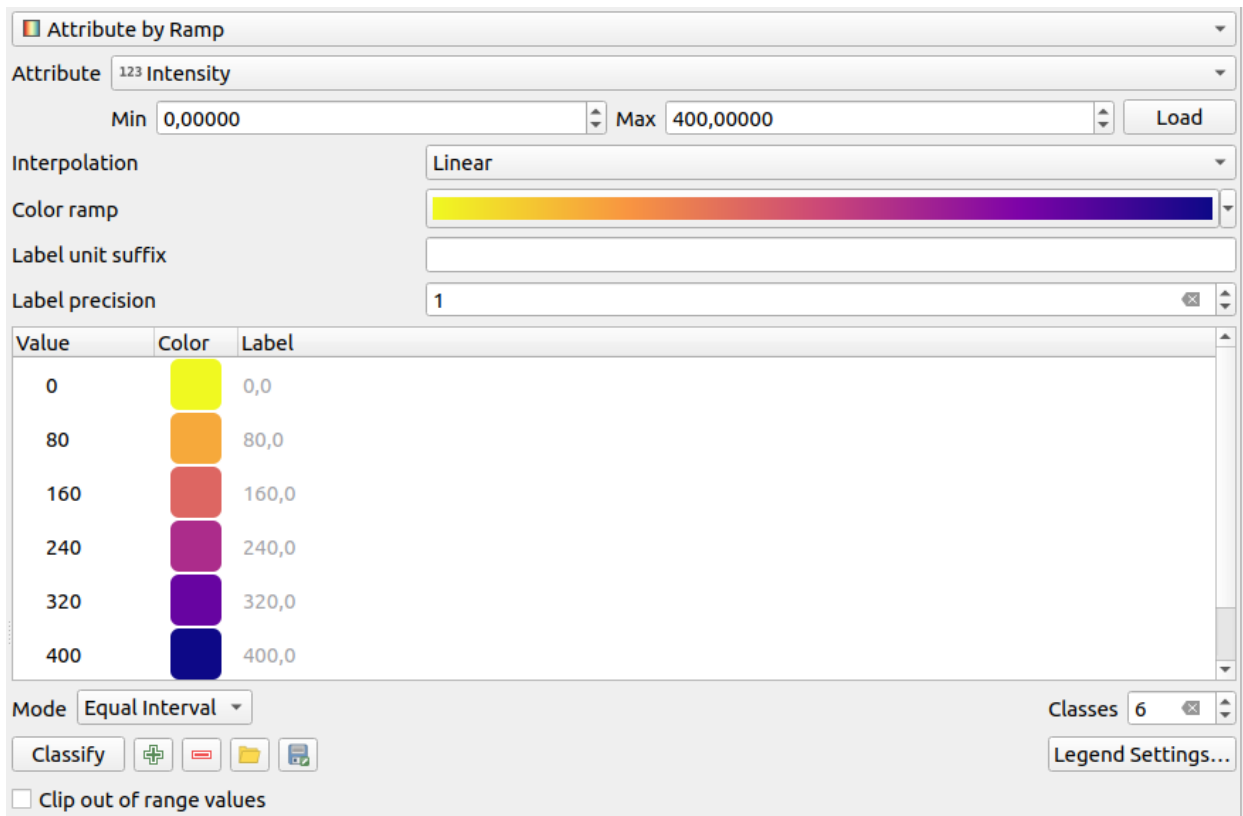 Attribute by Ramp
Attribute 123 Intensity
Min 0,00000 Max 400,00000 Load
Interpolation Linear
Color ramp
Label unit suffix
Label precision 1
Value Color Label
0 0,0
80 80,0
160 160,0
240 240,0
320 320,0
400 400,0
Mode Equal Interval Classes 6
Classify Legend Settings...
Clip out of range values